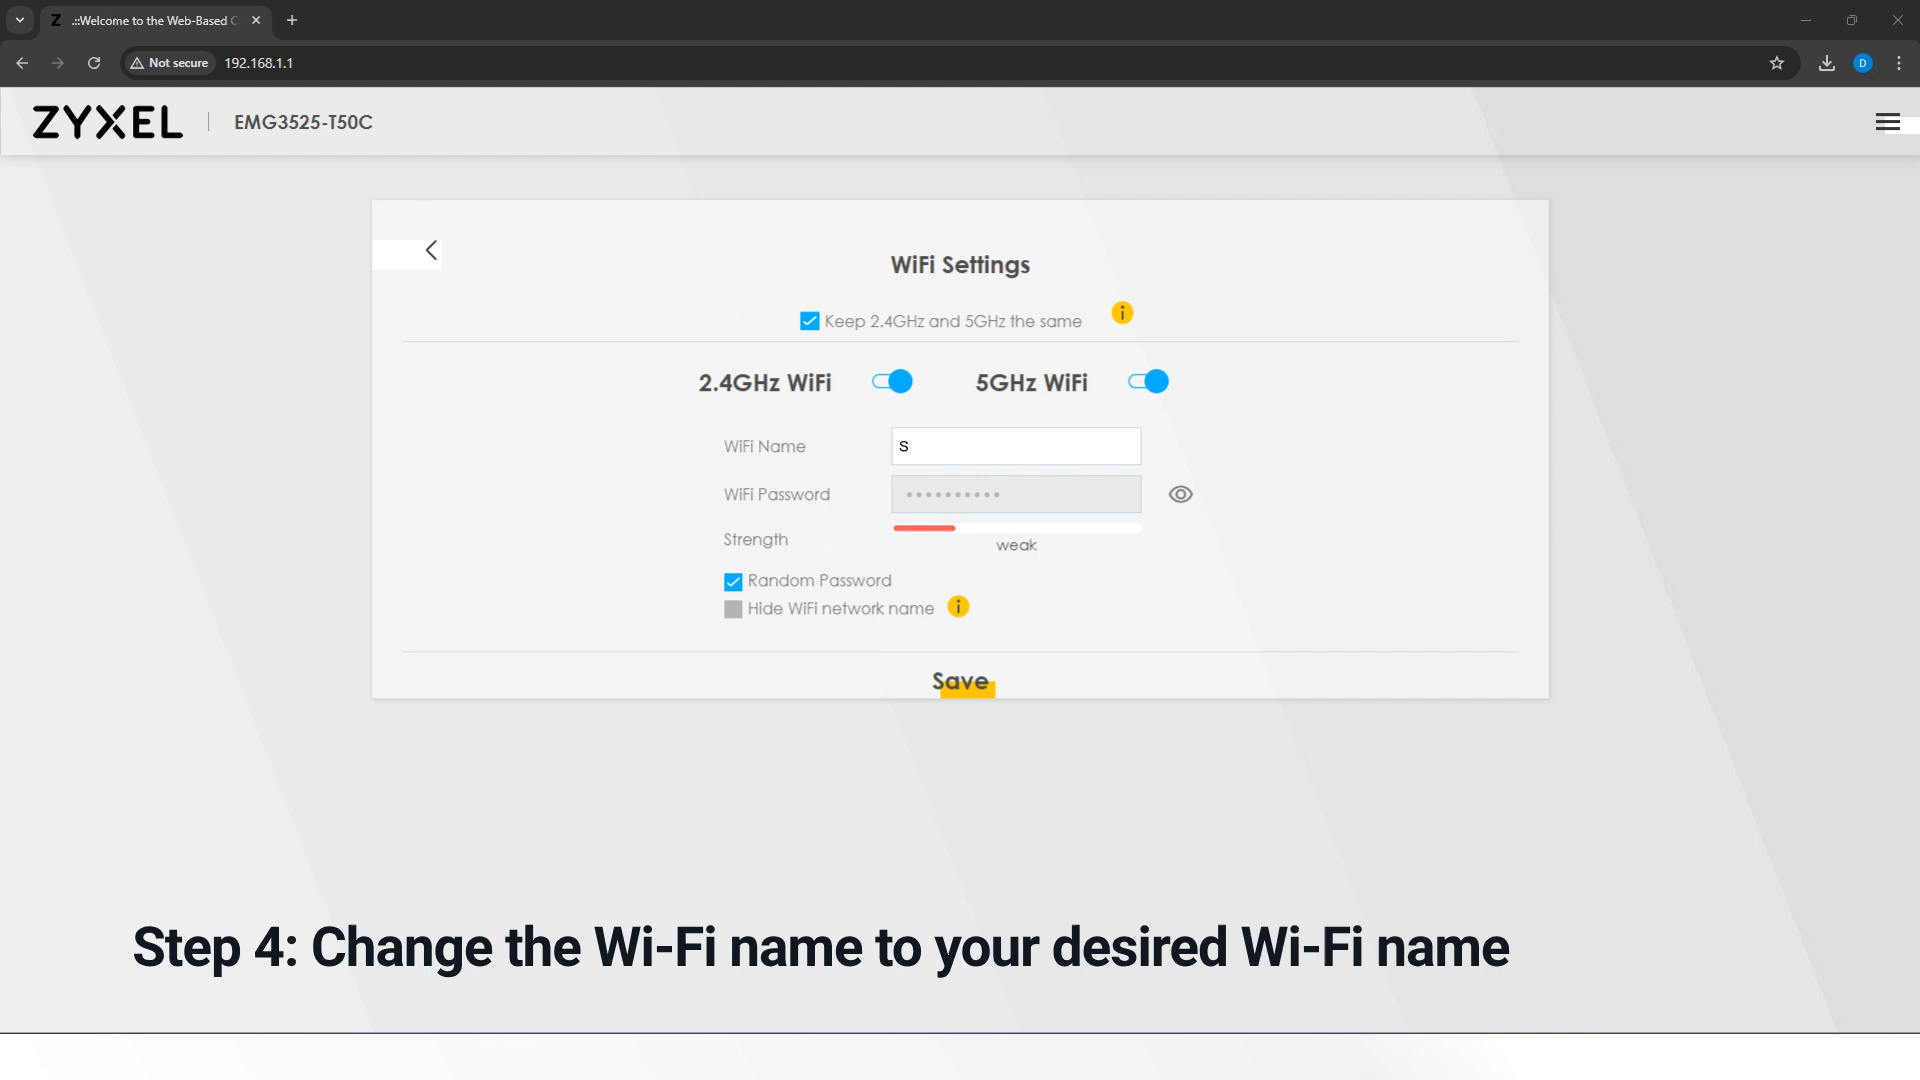 Z .::Welcome to the Web-Based C
Not secure 192.168.1.1
D
ZYXEL | EMG3525-T50C
WiFi Settings
Keep 2.4GHz and 5GHz the same i
2.4GHz WiFi 5GHz WiFi
WiFi Name S
WiFi Password ••••••••••
Strength
weak
Random Password
Hide WiFi network name i
Save
Step 4: Change the Wi-Fi name to your desired Wi-Fi name